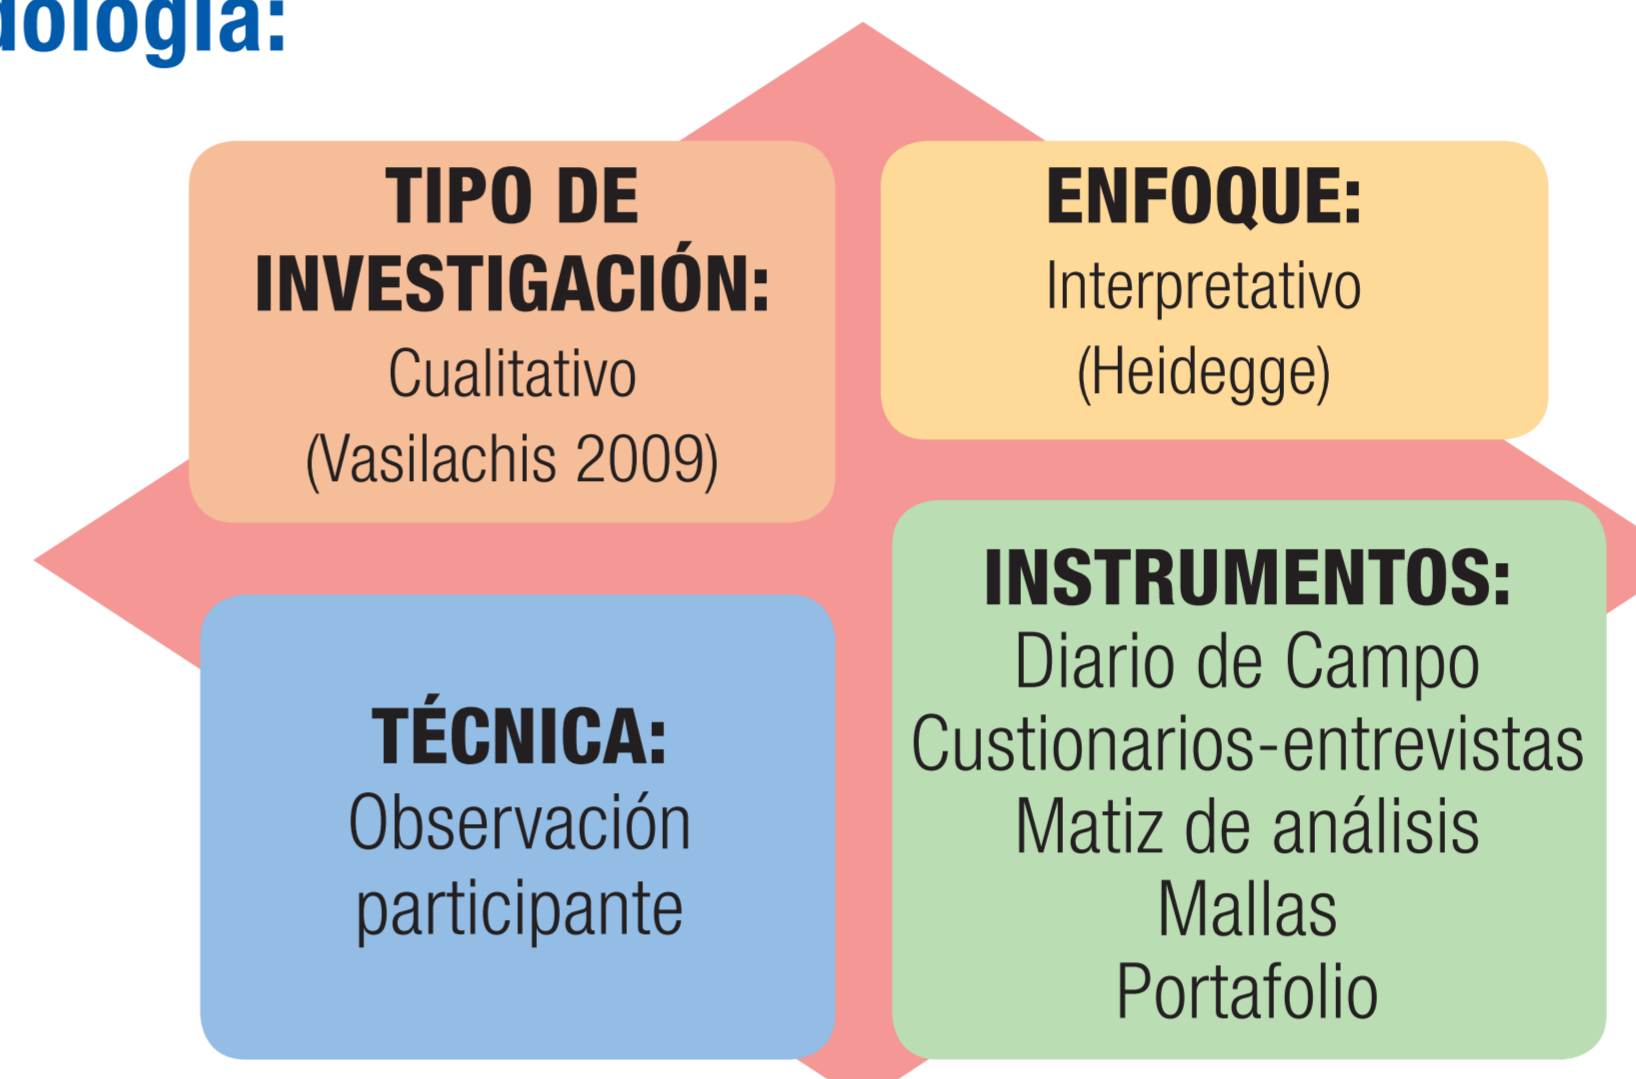 dología:
TIPO DE
INVESTIGACIÓN:
Cualitativo
(Vasilachis 2009)
ENFOQUE:
Interpretativo
(Heidegge)
TÉCNICA:
Observación
participante
INSTRUMENTOS:
Diario de Campo
Custionarios-entrevistas
Matiz de análisis
Mallas
Portafolio